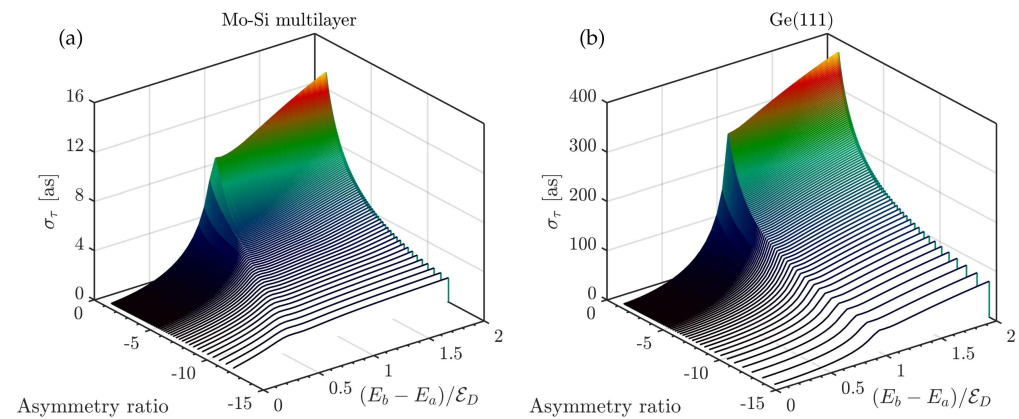 Mo-Si multilayer
(a)
16
12
8
4
0
σ_τ [as]
0
-5
-10
-15
Asymmetry ratio
0
0.5
1
1.5
2
(E_b − E_a)/ℰ_D
Ge(111)
(b)
400
300
200
100
0
σ_τ [as]
0
-5
-10
-15
Asymmetry ratio
0
0.5
1
1.5
2
(E_b − E_a)/ℰ_D